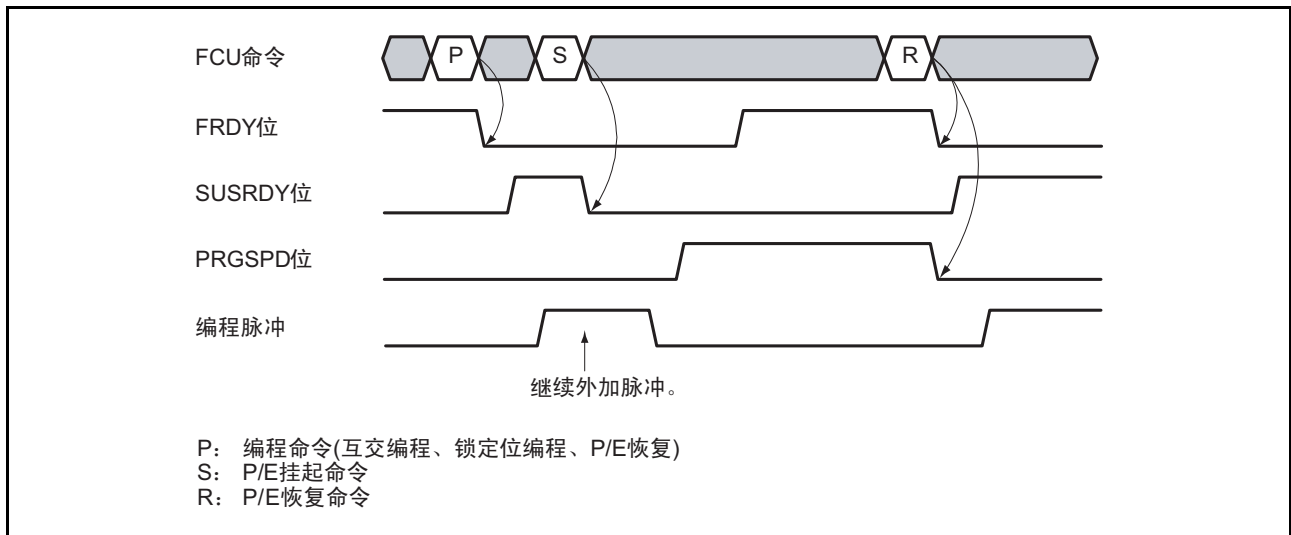 FCU命令
P
S
R
FRDY位
SUSRDY位
PRGSPD位
编程脉冲
继续外加脉冲。
P： 编程命令(互交编程、锁定位编程、P/E恢复)
S： P/E挂起命令
R： P/E恢复命令